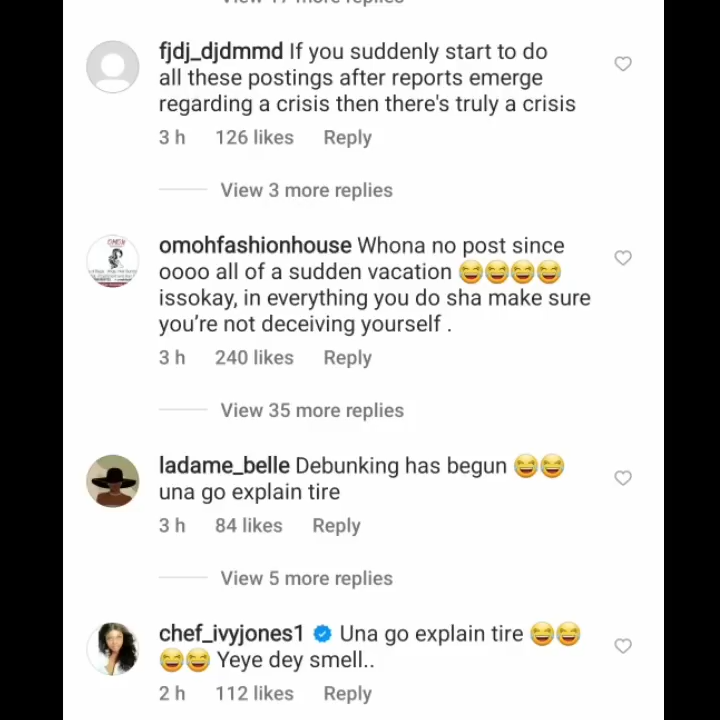 View 17 more replies
fjdj_djdmmd If you suddenly start to do
all these postings after reports emerge
regarding a crisis then there's truly a crisis
3 h 126 likes Reply
View 3 more replies
omohfashionhouse Whona no post since
oooo all of a sudden vacation 😂😂😂😂
issokay, in everything you do sha make sure
you’re not deceiving yourself .
3 h 240 likes Reply
View 35 more replies
ladame_belle Debunking has begun 😂😂
una go explain tire
3 h 84 likes Reply
View 5 more replies
chef_ivyjones1 Una go explain tire 😂😂
😂😂 Yeye dey smell..
2 h 112 likes Reply